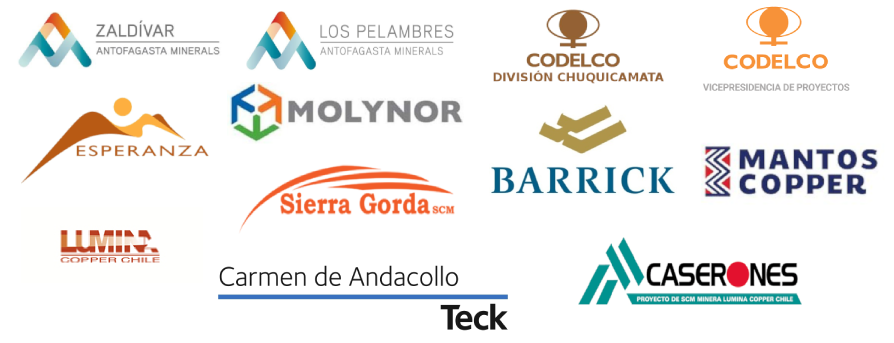 ZALDÍVAR
ANTOFAGASTA MINERALS
LOS PELAMBRES
ANTOFAGASTA MINERALS
CODELCO
DIVISIÓN CHUQUICAMATA
CODELCO
VICEPRESIDENCIA DE PROYECTOS
ESPERANZA
MOLYNOR
BARRICK
MANTOS
COPPER
Sierra Gorda SCM
LUMINA
COPPER CHILE
Carmen de Andacollo
Teck
CASERONES
PROYECTO DE SCM MINERA LUMINA COPPER CHILE